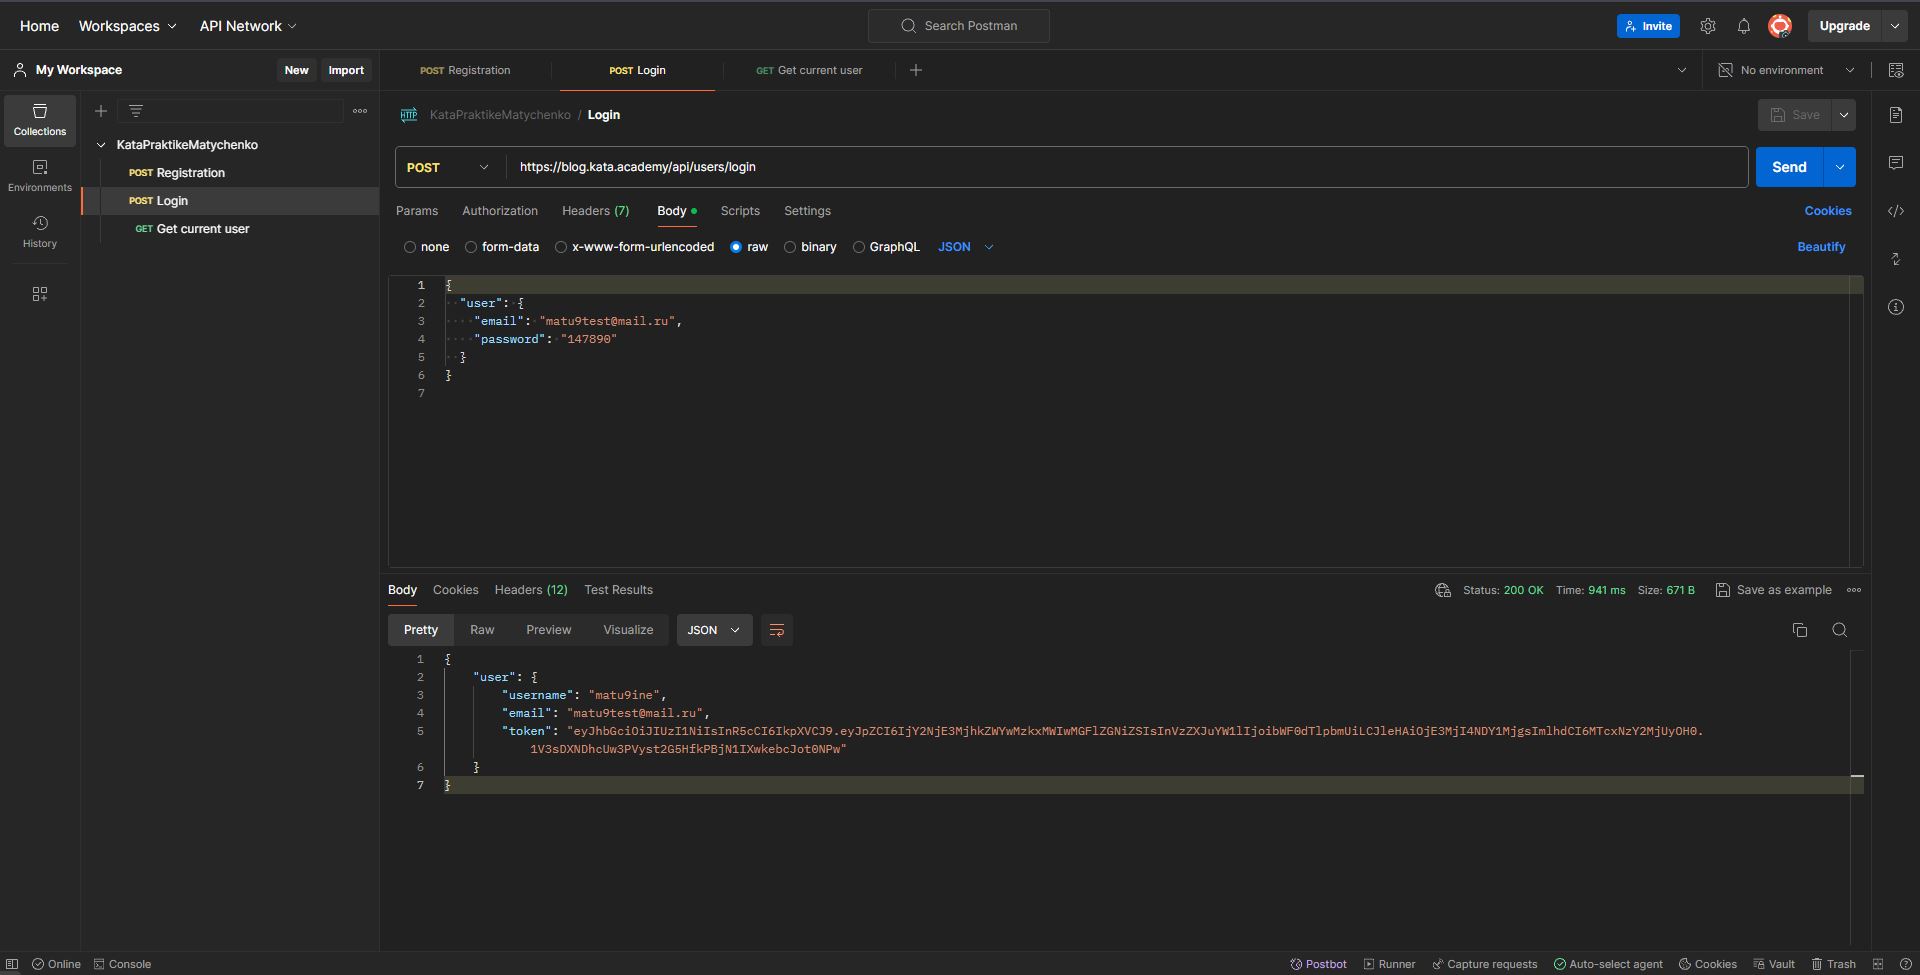 Home Workspaces API Network Search Postman Invite Upgrade
My Workspace New Import POST Registration POST Login GET Get current user No environment
Collections
Environments
History
KataPraktikeMatychenko
POST Registration
POST Login
GET Get current user
HTTP KataPraktikeMatychenko / Login Save
POST https://blog.kata.academy/api/users/login Send
Params Authorization Headers (7) Body Scripts Settings Cookies
none form-data x-www-form-urlencoded raw binary GraphQL JSON Beautify
1 {
2 "user": {
3 "email": "matu9test@mail.ru",
4 "password": "147890"
5 }
6 }
7
Body Cookies Headers (12) Test Results Status: 200 OK Time: 941 ms Size: 671 B Save as example
Pretty Raw Preview Visualize JSON
1 {
2 "user": {
3 "username": "matu9ine",
4 "email": "matu9test@mail.ru",
5 "token": "eyJhbGciOiJIUzI1NiIsInR5cCI6IkpXVCJ9.eyJpZCI6IjY2NjE3MjhkZWYwMzkxMWIwMGFlZGNiZSIsInVzZXJuYW1lIjoibWF0dTlpbmUiLCJleHAiOjE3MjI4NDY1MjgsImlhdCI6MTcxNzY2MjUyOH0.
1V3sDXNDhcUw3PVyst2G5HfkPBjN1IXwkebcJot0NPw"
6 }
7 }
Online Console Postbot Runner Capture requests Auto-select agent Cookies Vault Trash